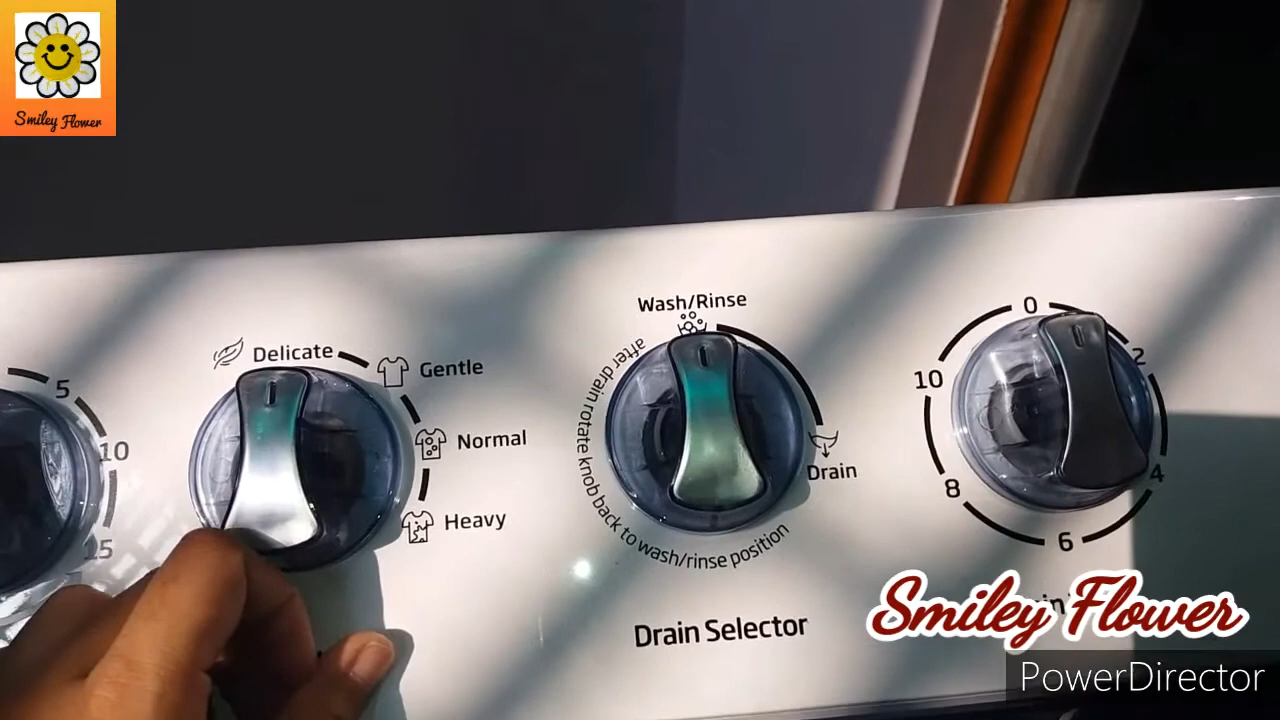 Smiley Flower
5
10
15
Delicate
Gentle
Normal
Heavy
Wash/Rinse
after drain rotate knob back to wash/rinse position
Drain
Drain Selector
0
2
4
6
8
10
Smiley Flower
PowerDirector